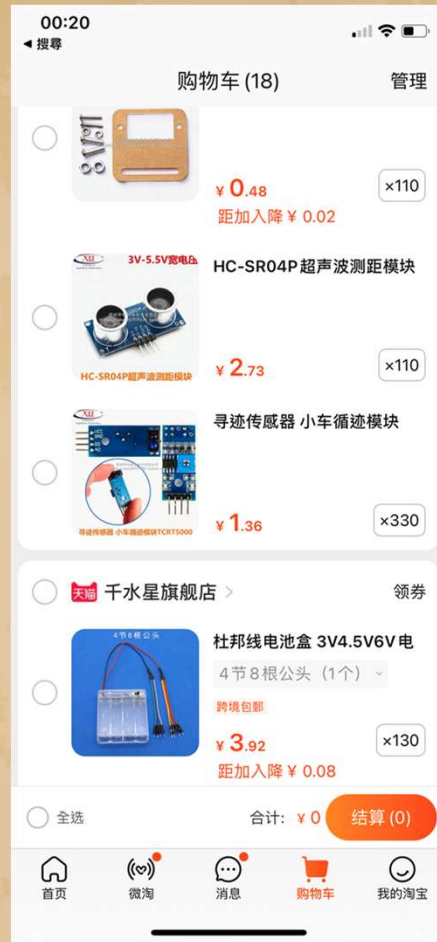 00:20
◀ 搜尋
购物车 (18)
管理
¥ 0.48
×110
距加入降 ¥ 0.02
3V-5.5V宽电压
HC-SR04P超声波测距模块
HC-SR04P超声波测距模块
¥ 2.73
×110
寻迹传感器 小车循迹模块
寻迹传感器 小车循迹模块TCRT5000
¥ 1.36
×330
天猫 千水星旗舰店 >
领券
4节8根公头
杜邦线电池盒 3V4.5V6V电
4节8根公头（1个）
跨境包邮
¥ 3.92
×130
距加入降 ¥ 0.08
全选
合计: ¥ 0
结算 (0)
首页
微淘
消息
购物车
我的淘宝